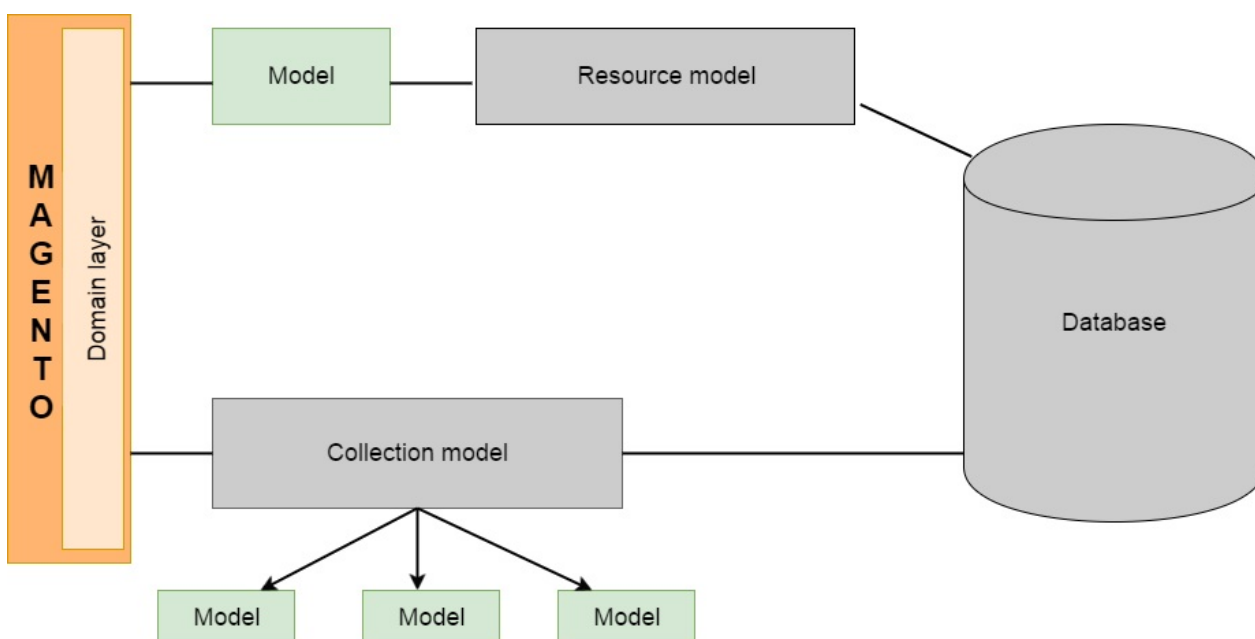 MAGENTO
Domain layer
Model
Resource model
Database
Collection model
Model
Model
Model